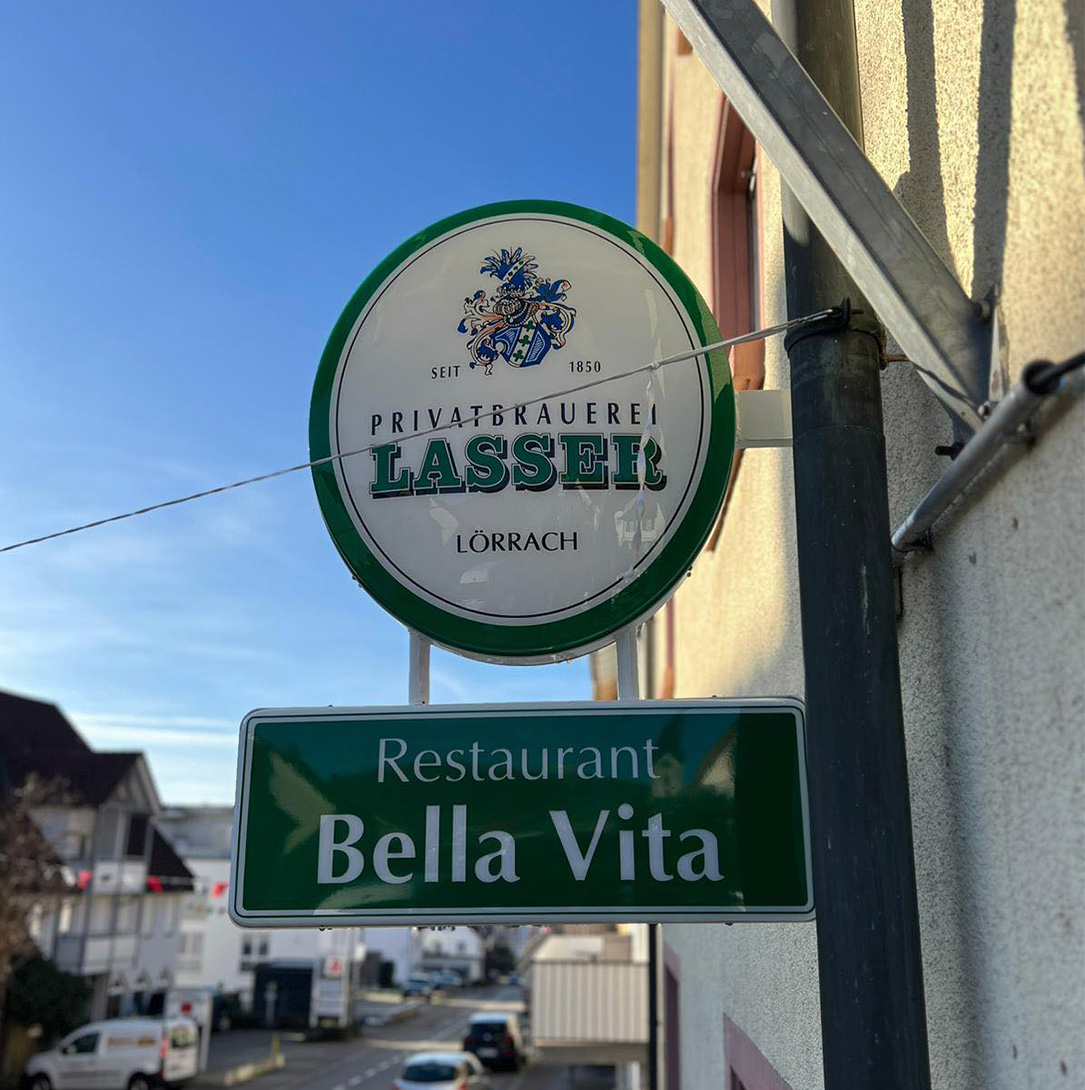 SEIT 1850
PRIVATBRAUEREI
LASSER
LÖRRACH
Restaurant
Bella Vita